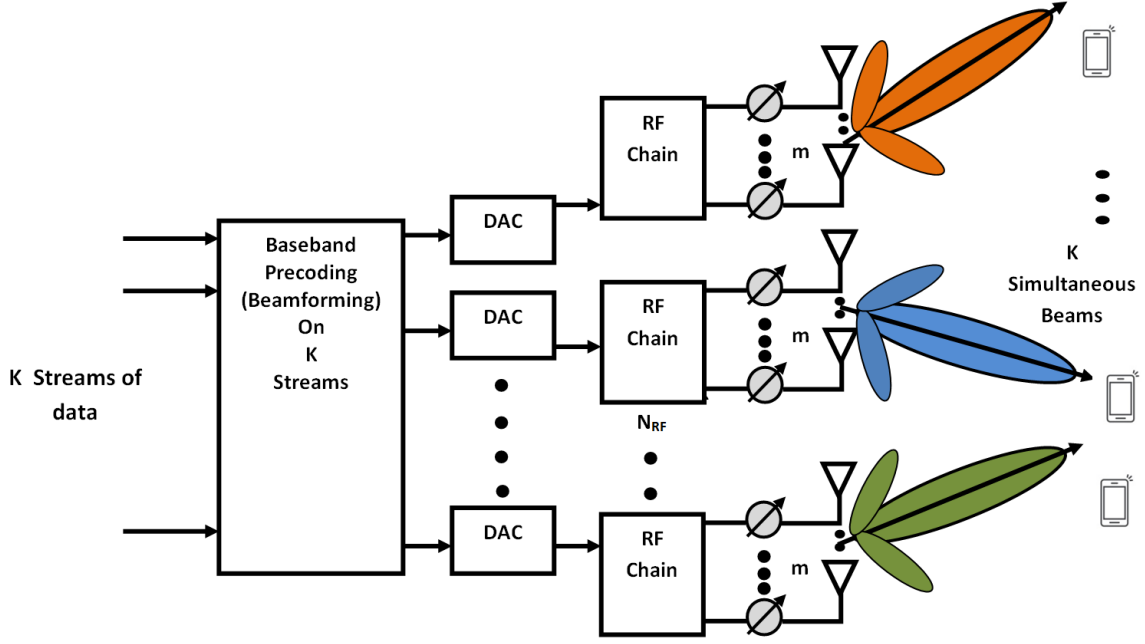 K Streams of
data
Baseband
Precoding
(Beamforming)
On
K
Streams
DAC
DAC
DAC
RF
Chain
RF
Chain
N_RF
RF
Chain
m
m
m
K
Simultaneous
Beams